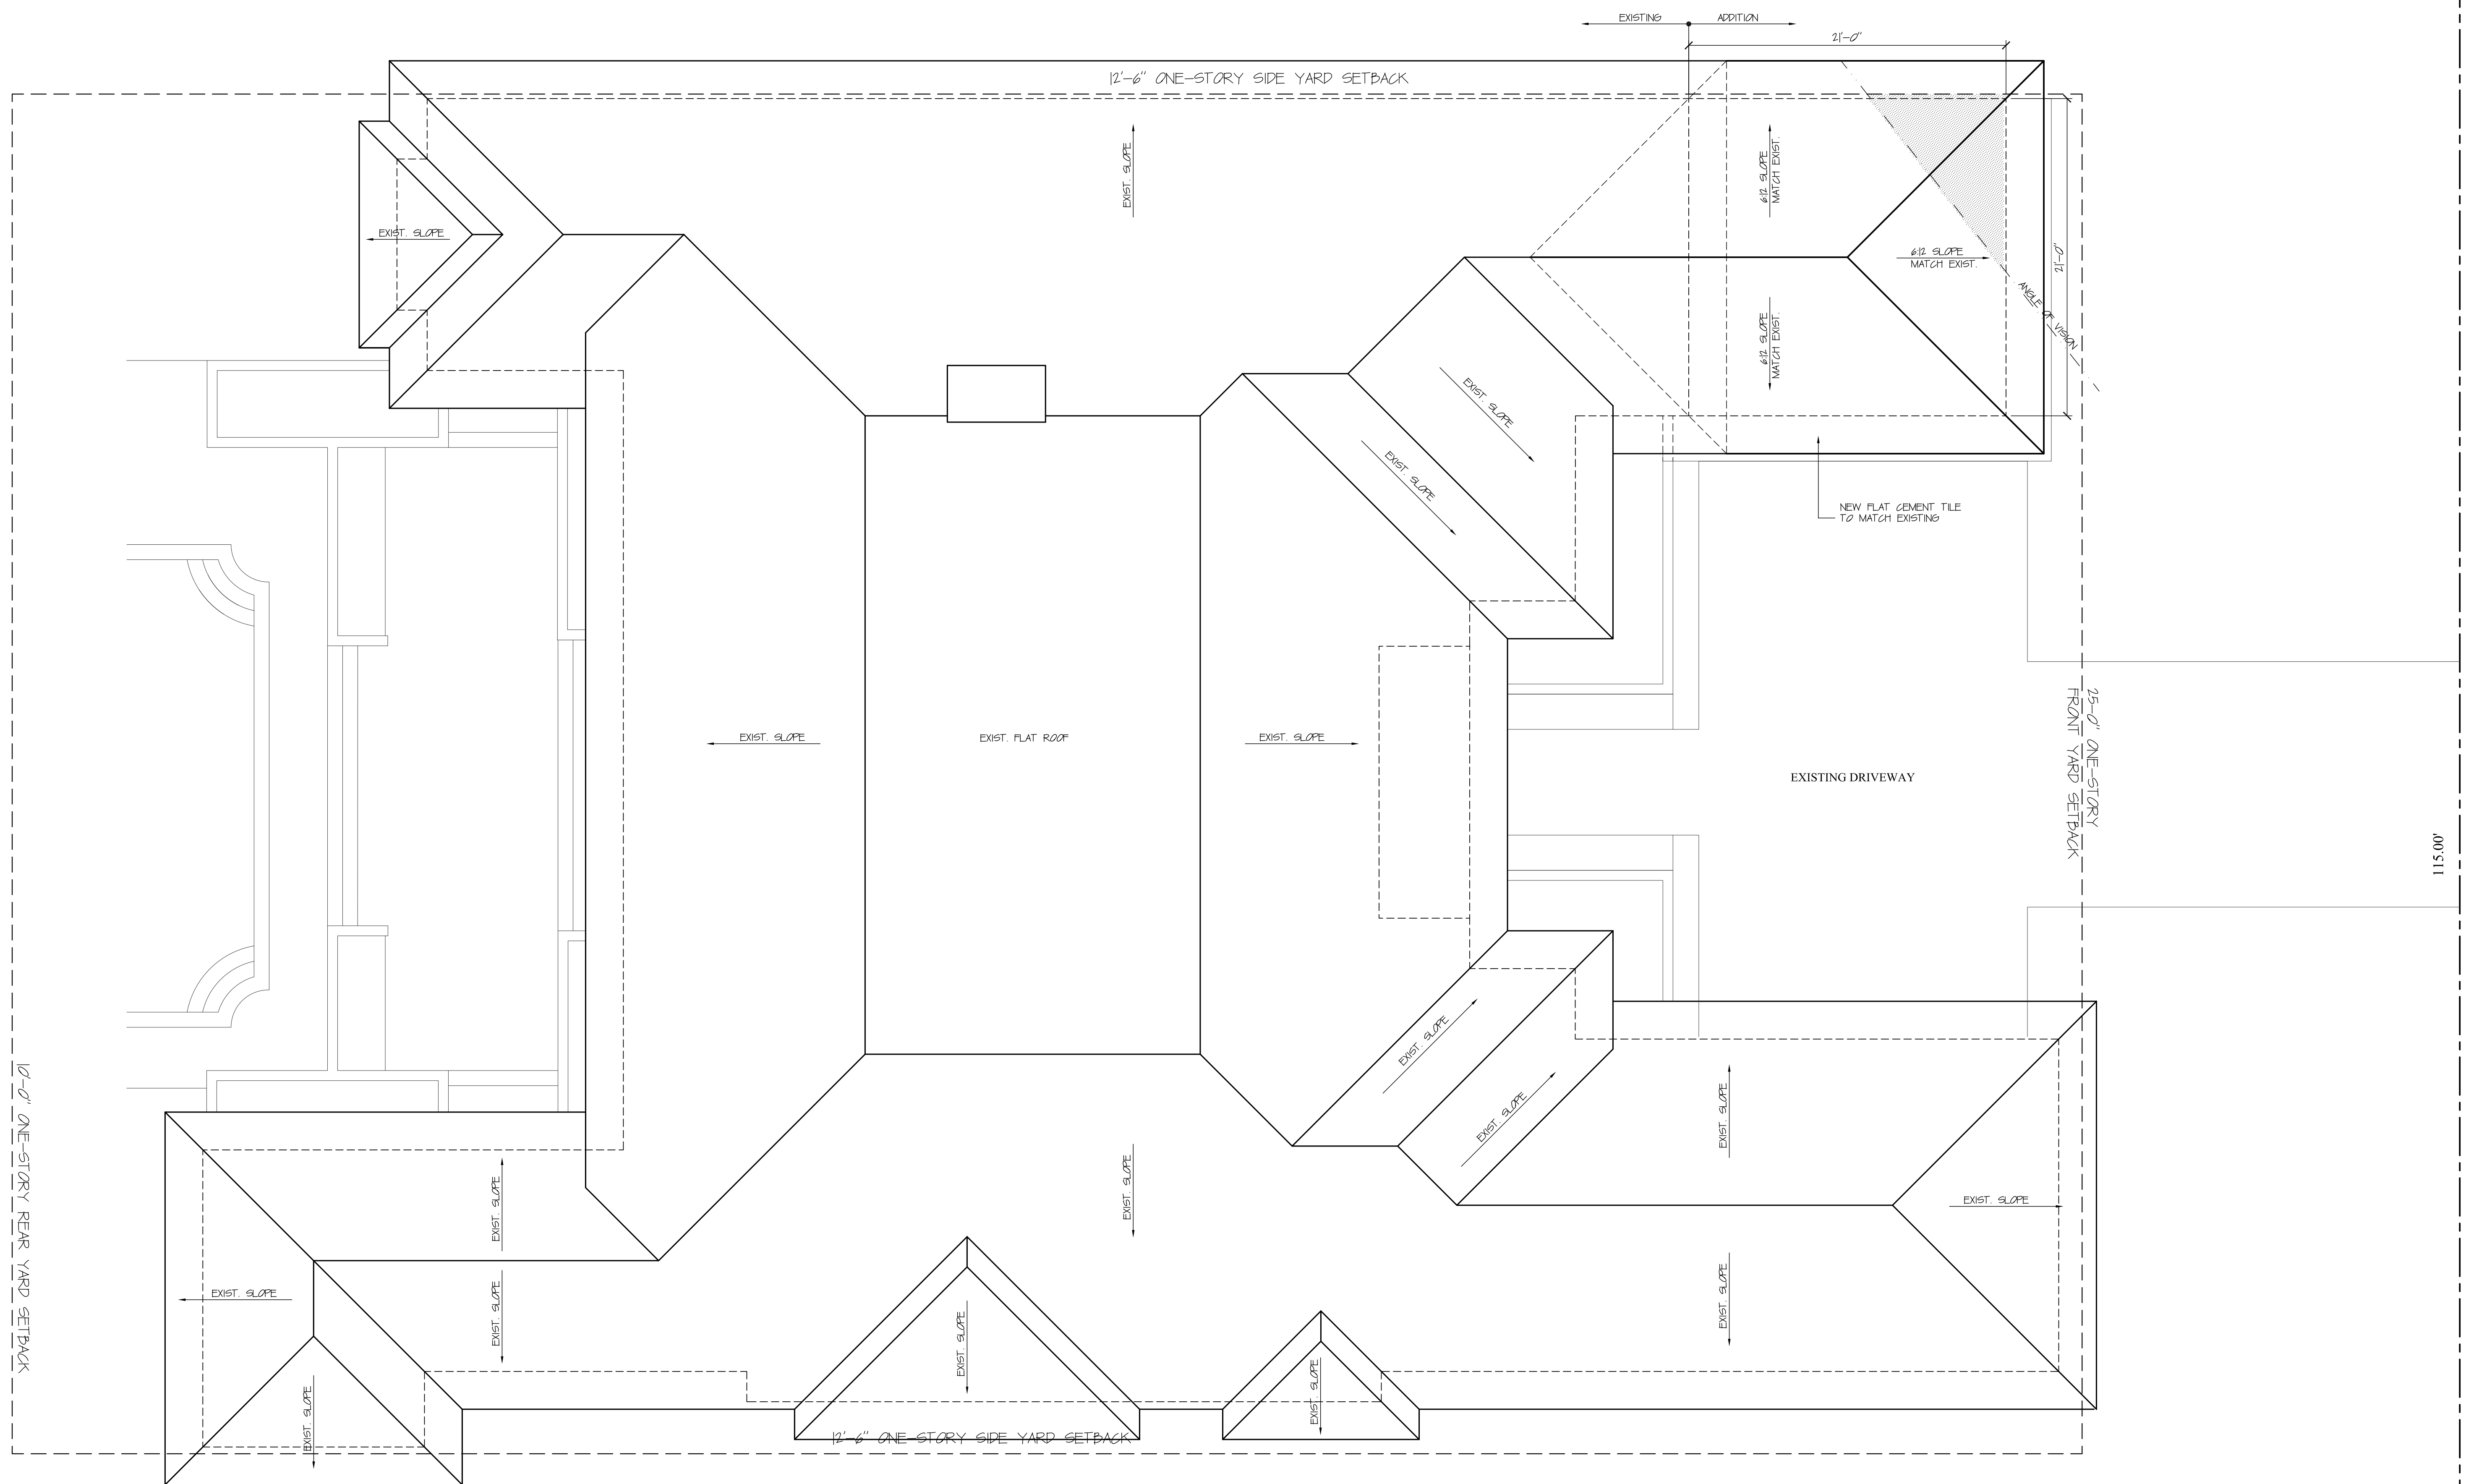 EXISTING
ADDITION
21'-0"
12'-6" ONE-STORY SIDE YARD SETBACK
EXIST. SLOPE
6:12 SLOPE
MATCH EXIST.
EXIST. SLOPE
6:12 SLOPE
MATCH EXIST.
21'-0"
ANGLE OF VISION
6:12 SLOPE
MATCH EXIST.
EXIST. SLOPE
EXIST. SLOPE
NEW FLAT CEMENT TILE
TO MATCH EXISTING
EXIST. SLOPE
EXIST. FLAT ROOF
EXIST. SLOPE
EXISTING DRIVEWAY
25'-0" ONE-STORY
FRONT YARD SETBACK
115.00'
EXIST. SLOPE
EXIST. SLOPE
10'-0" ONE-STORY REAR YARD SETBACK
EXIST. SLOPE
EXIST. SLOPE
EXIST. SLOPE
EXIST. SLOPE
EXIST. SLOPE
EXIST. SLOPE
EXIST. SLOPE
EXIST. SLOPE
EXIST. SLOPE
EXIST. SLOPE
EXIST. SLOPE
12'-6" ONE-STORY SIDE YARD SETBACK